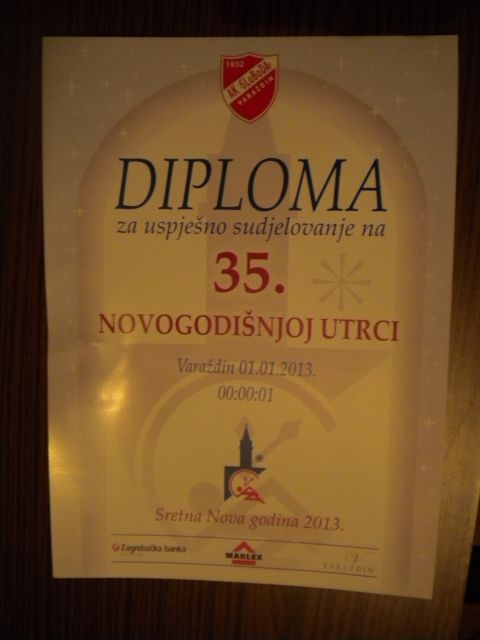 1932
AK SLOBODA
VARAŽDIN
DIPLOMA
za uspješno sudjelovanje na
35.
NOVOGODIŠNJOJ UTRCI
Varaždin 01.01.2013.
00:00:01
Sretna Nova godina 2013.
Zagrebačka banka
MARLEX
VARAŽDIN